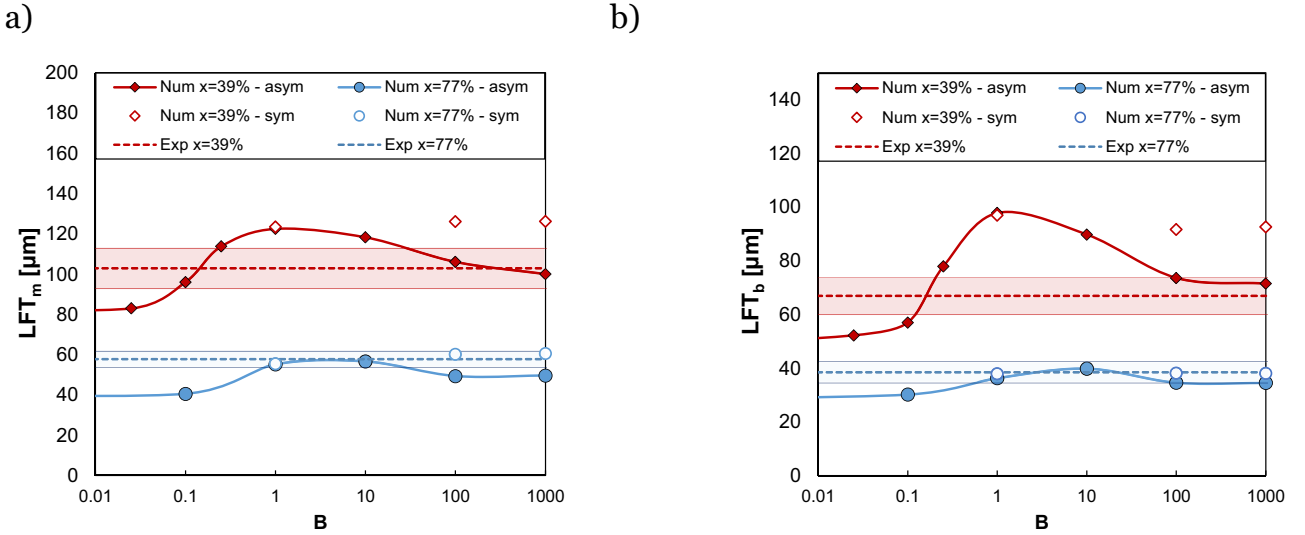 a)
LFTm [µm]
200
180
160
140
120
100
80
60
40
20
0
Num x=39% - asym
Num x=77% - asym
Num x=39% - sym
Num x=77% - sym
Exp x=39%
Exp x=77%
0.01
0.1
1
10
100
1000
B
b)
LFTb [µm]
140
120
100
80
60
40
20
0
Num x=39% - asym
Num x=77% - asym
Num x=39% - sym
Num x=77% - sym
Exp x=39%
Exp x=77%
0.01
0.1
1
10
100
1000
B